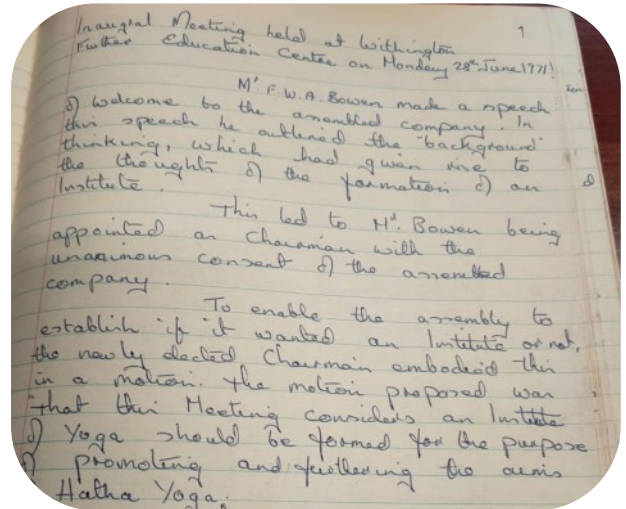 1
Inaugral Meeting held at Withington
Further Education Centre on Monday 28th June 1971!
Mr F.W.A. Bowen made a speech
of welcome to the assembled company. In
this speech he outlined the "background"
thinking, which had given rise to
the thoughts of the formation of an
Institute.
This led to Mr. Bowen being
appointed as Chairman with the
unanimous consent of the assembled
company.
To enable the assembly to
establish if it wanted an Institute or not,
the newly elected Chairman embodied this
in a motion. The motion proposed was
that this Meeting considers an Institute
of Yoga should be formed for the purpose
of promoting and furthering the aims
Hatha Yoga.